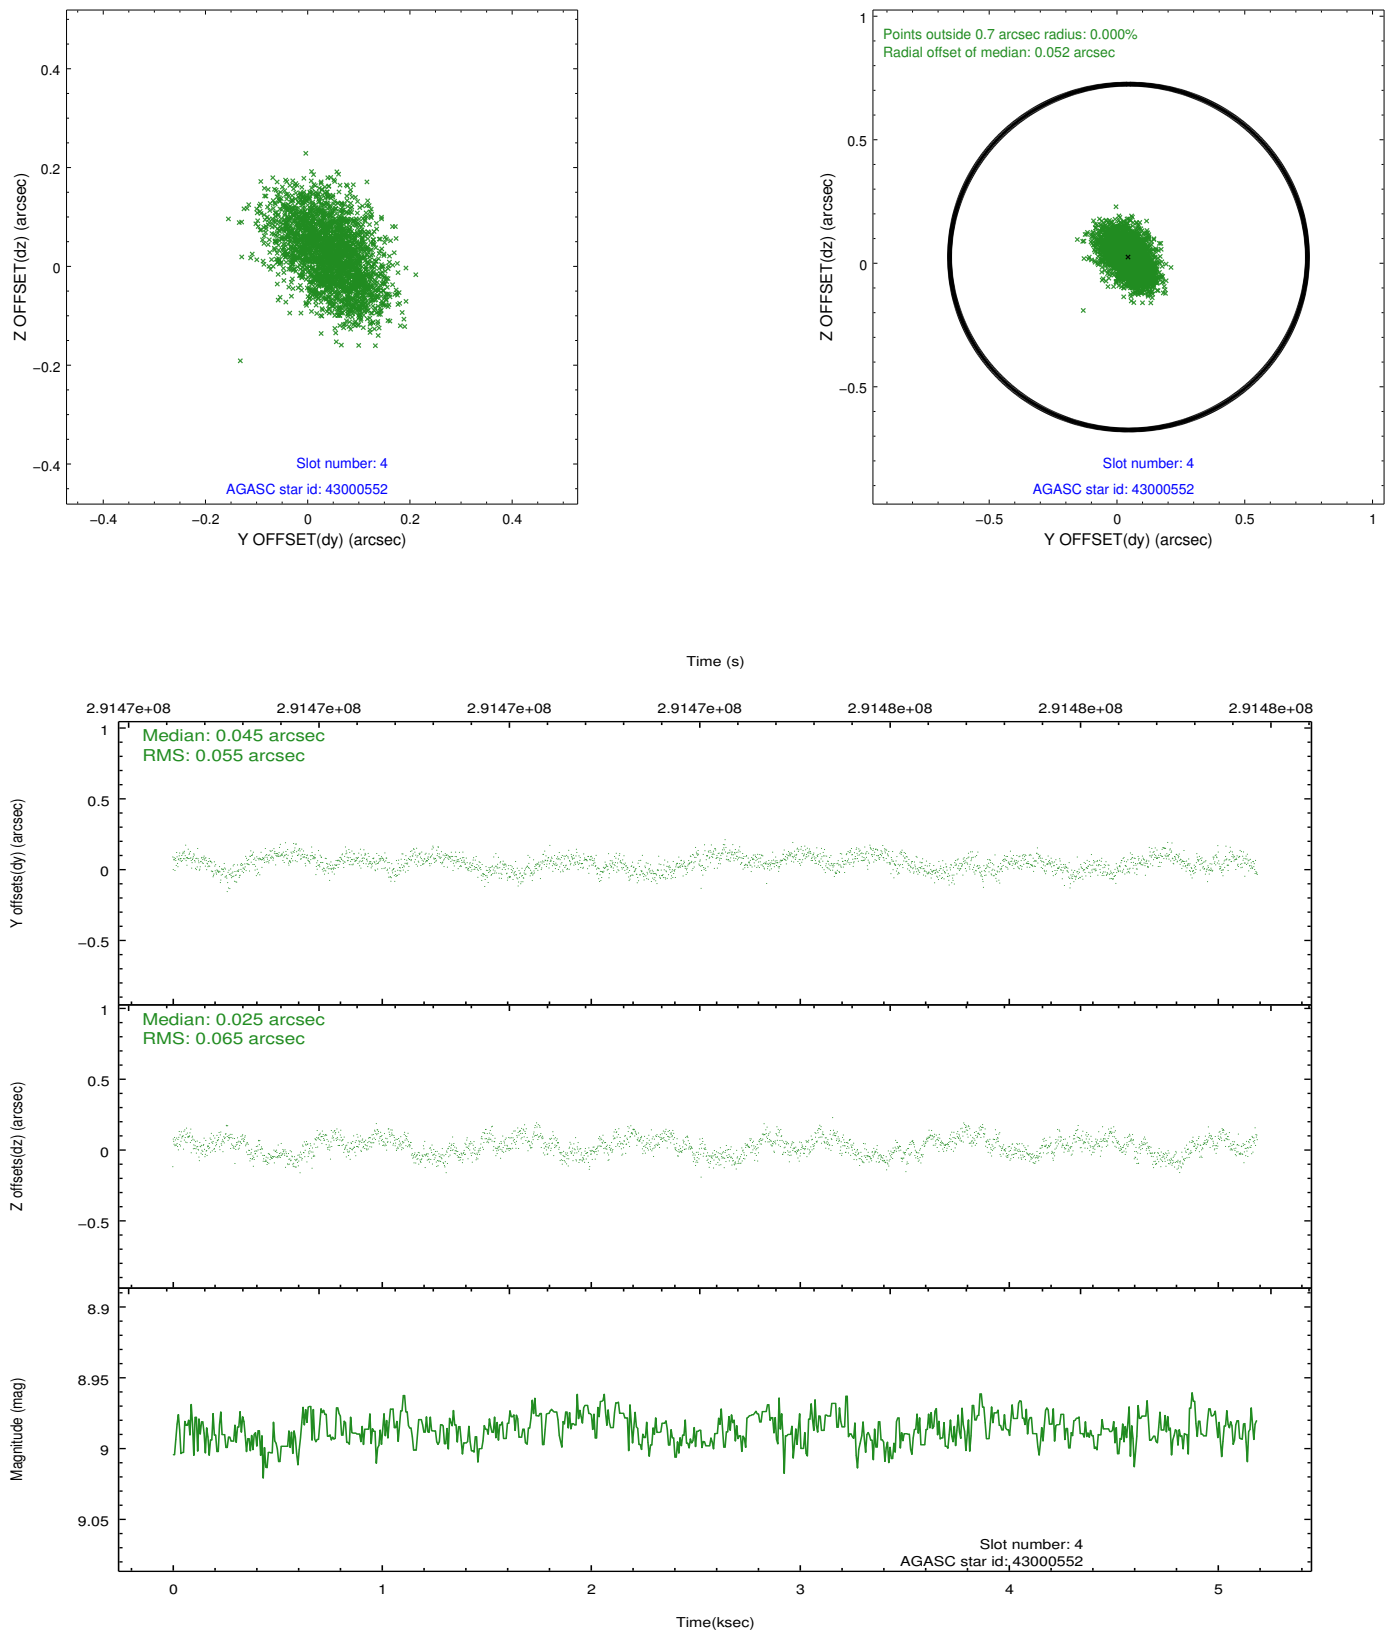 0.4
0.2
0
−0.2
−0.4
Z OFFSET(dz) (arcsec)
Slot number: 4
AGASC star id: 43000552
−0.4
−0.2
0
0.2
0.4
Y OFFSET(dy) (arcsec)
Points outside 0.7 arcsec radius: 0.000%
Radial offset of median: 0.052 arcsec
1
0.5
0
−0.5
Z OFFSET(dz) (arcsec)
Slot number: 4
AGASC star id: 43000552
−0.5
0
0.5
1
Y OFFSET(dy) (arcsec)
Time (s)
2.9147e+08
2.9147e+08
2.9147e+08
2.9147e+08
2.9148e+08
2.9148e+08
2.9148e+08
Median: 0.045 arcsec
RMS: 0.055 arcsec
1
0.5
0
−0.5
Y offsets(dy) (arcsec)
Median: 0.025 arcsec
RMS: 0.065 arcsec
1
0.5
0
−0.5
Z offsets(dz) (arcsec)
8.9
8.95
9
9.05
Magnitude (mag)
Slot number: 4
AGASC star id: 43000552
0
1
2
3
4
5
Time(ksec)